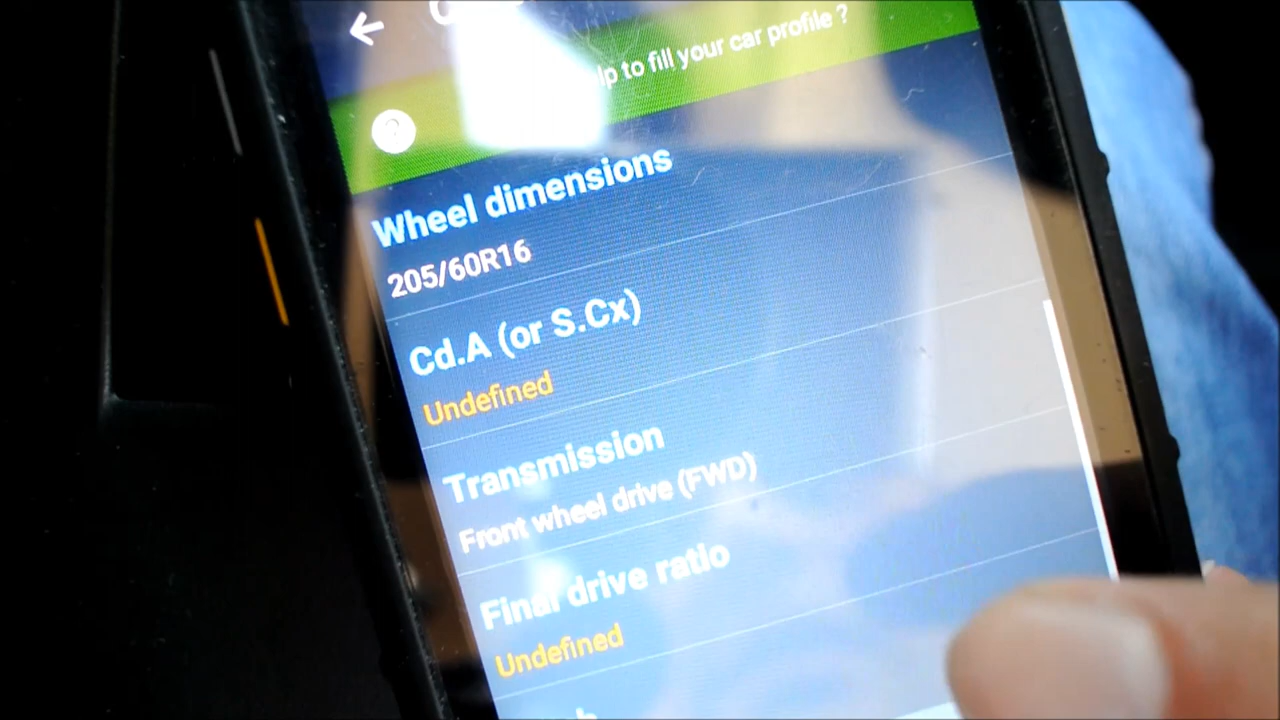 to fill your car profile ?
Wheel dimensions
205/60R16
Cd.A (or S.Cx)
Undefined
Transmission
Front wheel drive (FWD)
Final drive ratio
Undefined